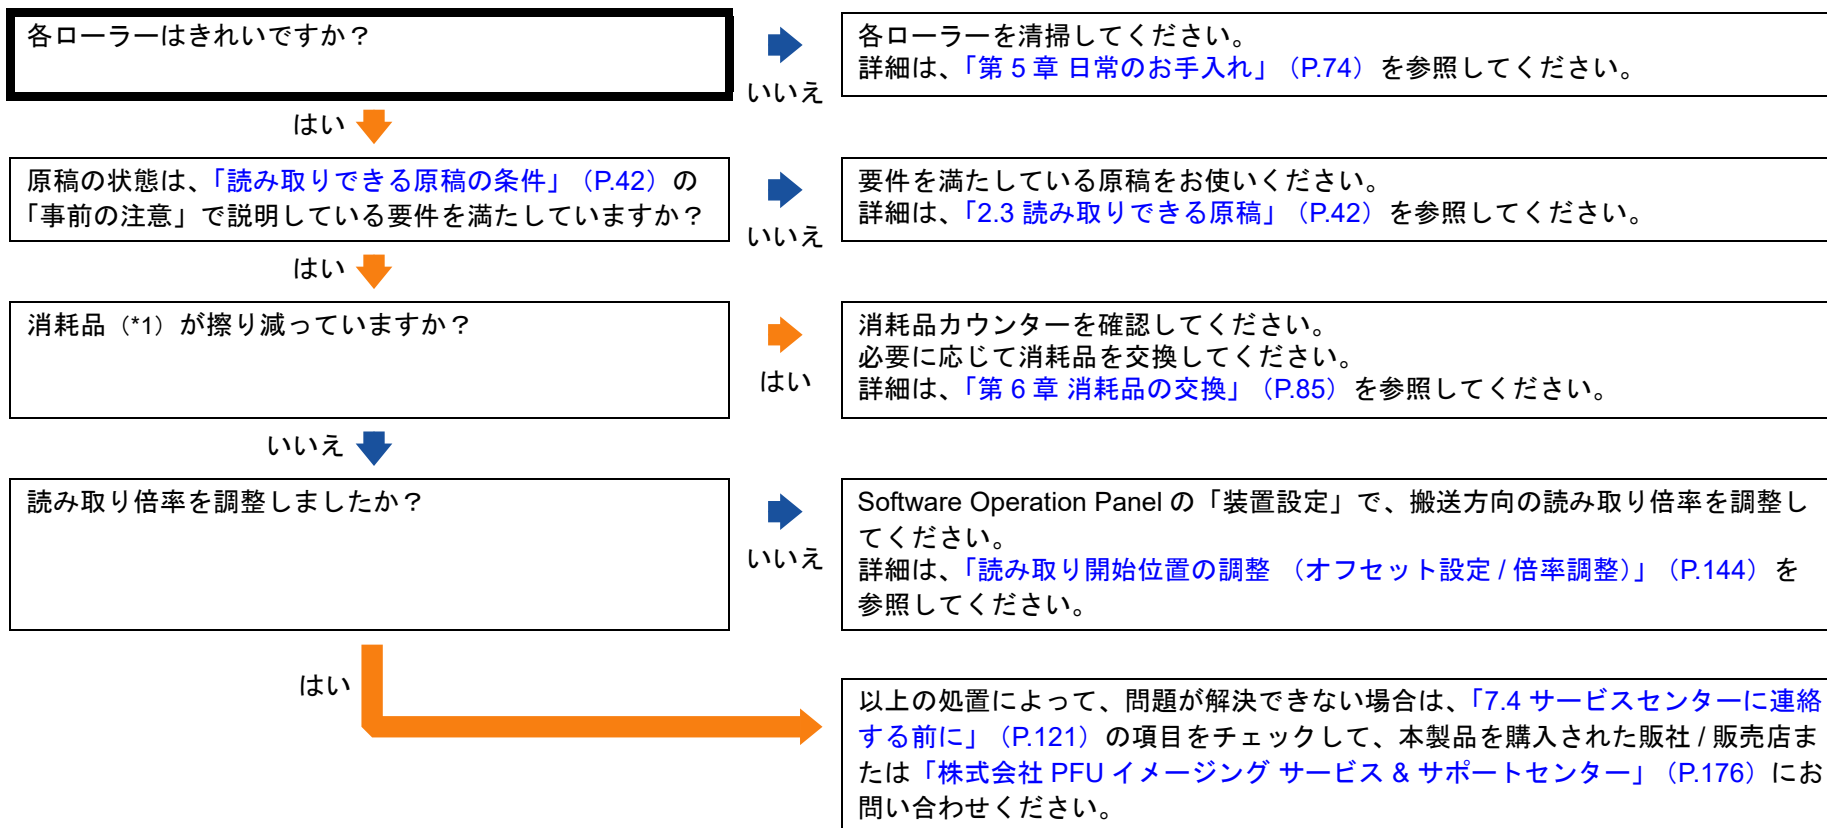 各ローラーはきれいですか？
いいえ
各ローラーを清掃してください。
詳細は、「第 5 章 日常のお手入れ」（P.74）を参照してください。
はい
原稿の状態は、「読み取りできる原稿の条件」（P.42）の
「事前の注意」で説明している要件を満たしていますか？
いいえ
要件を満たしている原稿をお使いください。
詳細は、「2.3 読み取りできる原稿」（P.42）を参照してください。
はい
消耗品（*1）が擦り減っていますか？
はい
消耗品カウンターを確認してください。
必要に応じて消耗品を交換してください。
詳細は、「第 6 章 消耗品の交換」（P.85）を参照してください。
いいえ
読み取り倍率を調整しましたか？
いいえ
Software Operation Panel の「装置設定」で、搬送方向の読み取り倍率を調整し
てください。
詳細は、「読み取り開始位置の調整 （オフセット設定 / 倍率調整）」（P.144）を
参照してください。
はい
以上の処置によって、問題が解決できない場合は、「7.4 サービスセンターに連絡
する前に」（P.121）の項目をチェックして、本製品を購入された販社 / 販売店ま
たは「株式会社 PFU イメージング サービス & サポートセンター」（P.176）にお
問い合わせください。